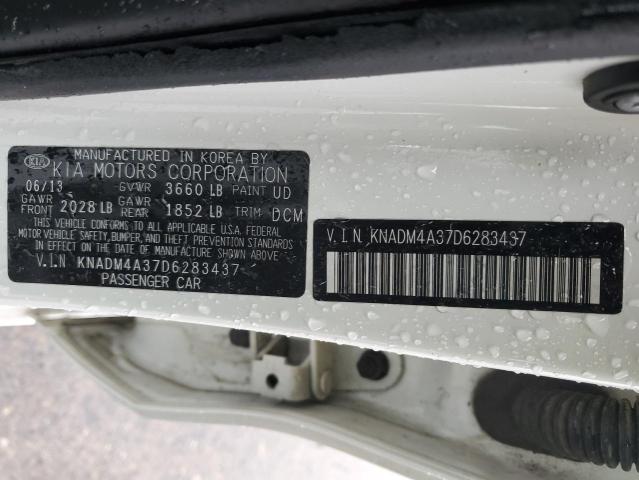 MANUFACTURED IN KOREA BY
KIA KIA MOTORS CORPORATION
06/13 GVWR 3660 LB PAINT UD
GAWR FRONT 2028 LB GAWR REAR 1852 LB TRIM DCM
THIS VEHICLE CONFORMS TO ALL APPLICABLE U.S.A. FEDERAL
MOTOR VEHICLE SAFETY, BUMPER, AND THEFT PREVENTION STANDARDS
IN EFFECT ON THE DATE OF MANUFACTURE SHOWN ABOVE
V.I.N KNADM4A37D6283437
PASSENGER CAR
V.I.N KNADM4A37D6283437